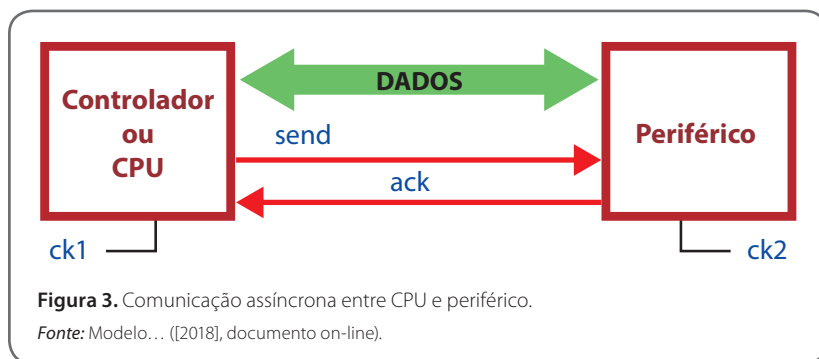 Controlador
ou
CPU
DADOS
Periférico
send
ack
ck1
ck2
Figura 3. Comunicação assíncrona entre CPU e periférico.
Fonte: Modelo… ([2018], documento on-line).